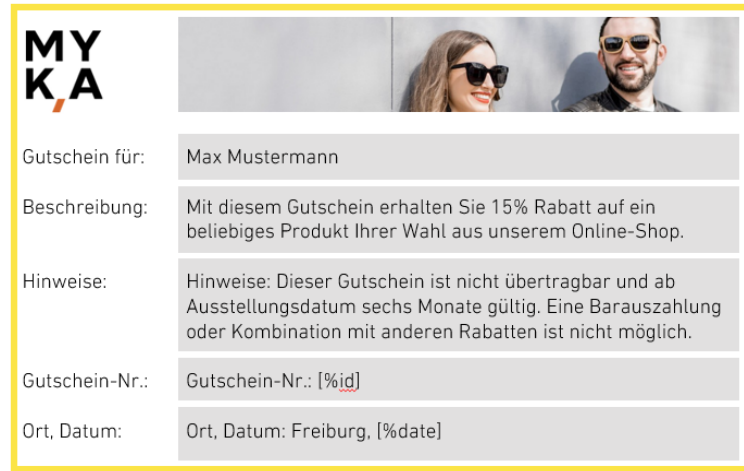 MY
K,A
Gutschein für: Max Mustermann
Beschreibung: Mit diesem Gutschein erhalten Sie 15% Rabatt auf ein
beliebiges Produkt Ihrer Wahl aus unserem Online-Shop.
Hinweise: Hinweise: Dieser Gutschein ist nicht übertragbar und ab
Ausstellungsdatum sechs Monate gültig. Eine Barauszahlung
oder Kombination mit anderen Rabatten ist nicht möglich.
Gutschein-Nr.: Gutschein-Nr.: [%id]
Ort, Datum: Ort, Datum: Freiburg, [%date]